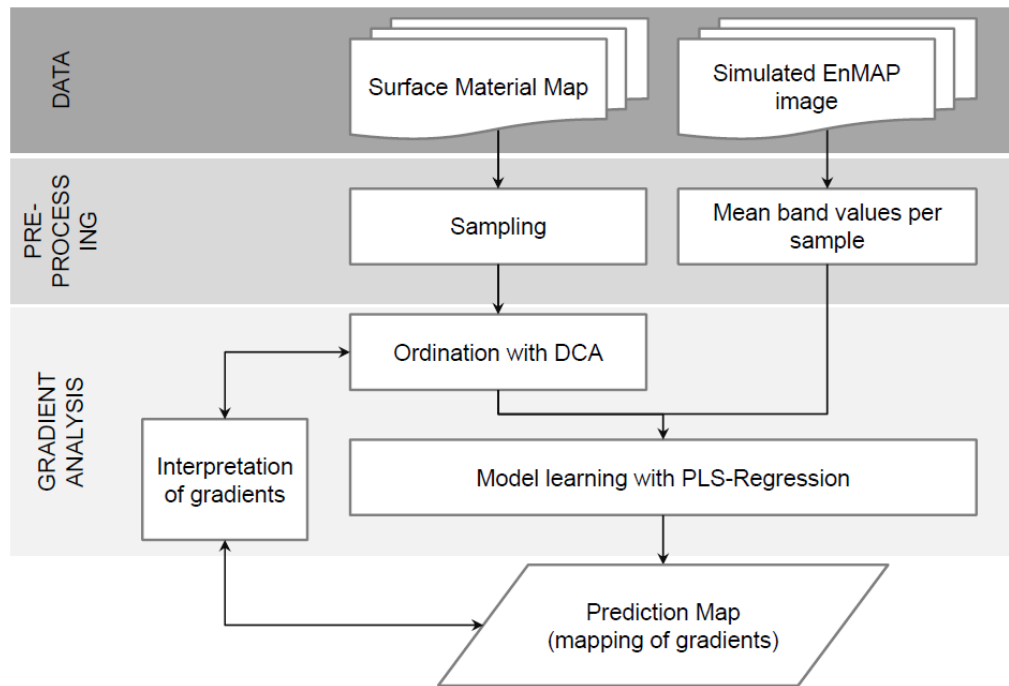 DATA
Surface Material Map
Simulated EnMAP
image
PRE-
PROCESS
ING
Sampling
Mean band values per
sample
GRADIENT
ANALYSIS
Ordination with DCA
Interpretation
of gradients
Model learning with PLS-Regression
Prediction Map
(mapping of gradients)